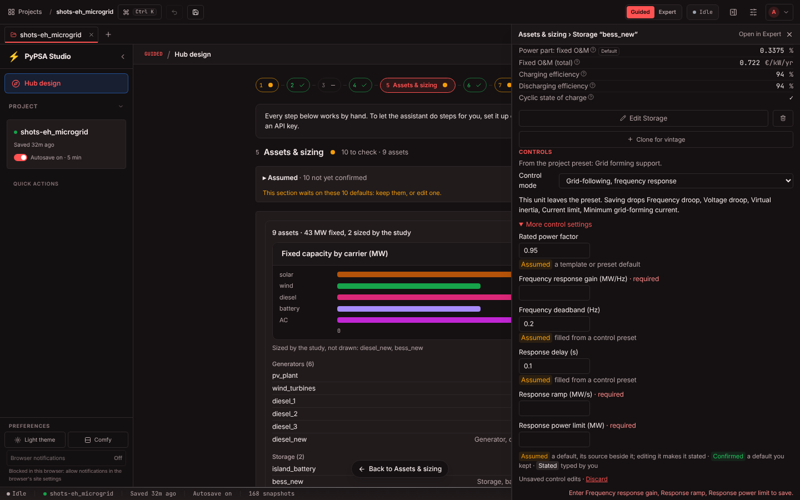 Projects / shots-eh_microgrid
Ctrl K
Guided Expert
Idle
A
shots-eh_microgrid
PyPSA Studio
Hub design
PROJECT
shots-eh_microgrid
Saved 32m ago
Autosave on · 5 min
QUICK ACTIONS
PREFERENCES
Light theme
Comfy
Browser notifications Off
Blocked in this browser: allow notifications in
your browser's site settings
GUIDED / Hub design
1 2 3 4 5 Assets & sizing 6 7
Every step below works by hand. To let the assistant do steps for you, set it up
an API key.
5 Assets & sizing 10 to check · 9 assets
▸ Assumed · 10 not yet confirmed
This section waits on these 10 defaults: keep them, or edit one.
9 assets · 43 MW fixed, 2 sized by the study
Fixed capacity by carrier (MW)
solar
wind
diesel
battery
AC
0
Sized by the study, not drawn: diesel_new, bess_new
Generators (6)
pv_plant
wind_turbines
diesel_1
diesel_2
diesel_3
diesel_new Generator,
Storage (2)
island_battery
bess_new Storage,
← Back to Assets & sizing
Assets & sizing › Storage "bess_new"
Open in Expert
Power part: fixed O&M Default 0.3375 %
Fixed O&M (total) 0.722 €/kW/yr
Charging efficiency 94 %
Discharging efficiency 94 %
Cyclic state of charge ✓
Edit Storage
+ Clone for vintage
CONTROLS
From the project preset: Grid forming support.
Control mode
Grid-following, frequency response
This unit leaves the preset. Saving drops Frequency droop, Voltage droop, Virtual
inertia, Current limit, Minimum grid-forming current.
▾ More control settings
Rated power factor
0.95
Assumed a template or preset default
Frequency response gain (MW/Hz) · required
Frequency deadband (Hz)
0.2
Assumed filled from a control preset
Response delay (s)
0.1
Assumed filled from a control preset
Response ramp (MW/s) · required
Response power limit (MW) · required
Assumed a default, its source beside it; editing it makes it stated · Confirmed a default you
kept · Stated typed by you
Unsaved control edits · Discard
Enter Frequency response gain, Response ramp, Response power limit to save.
Idle · shots-eh_microgrid · Saved 32m ago · Autosave on · 168 snapshots